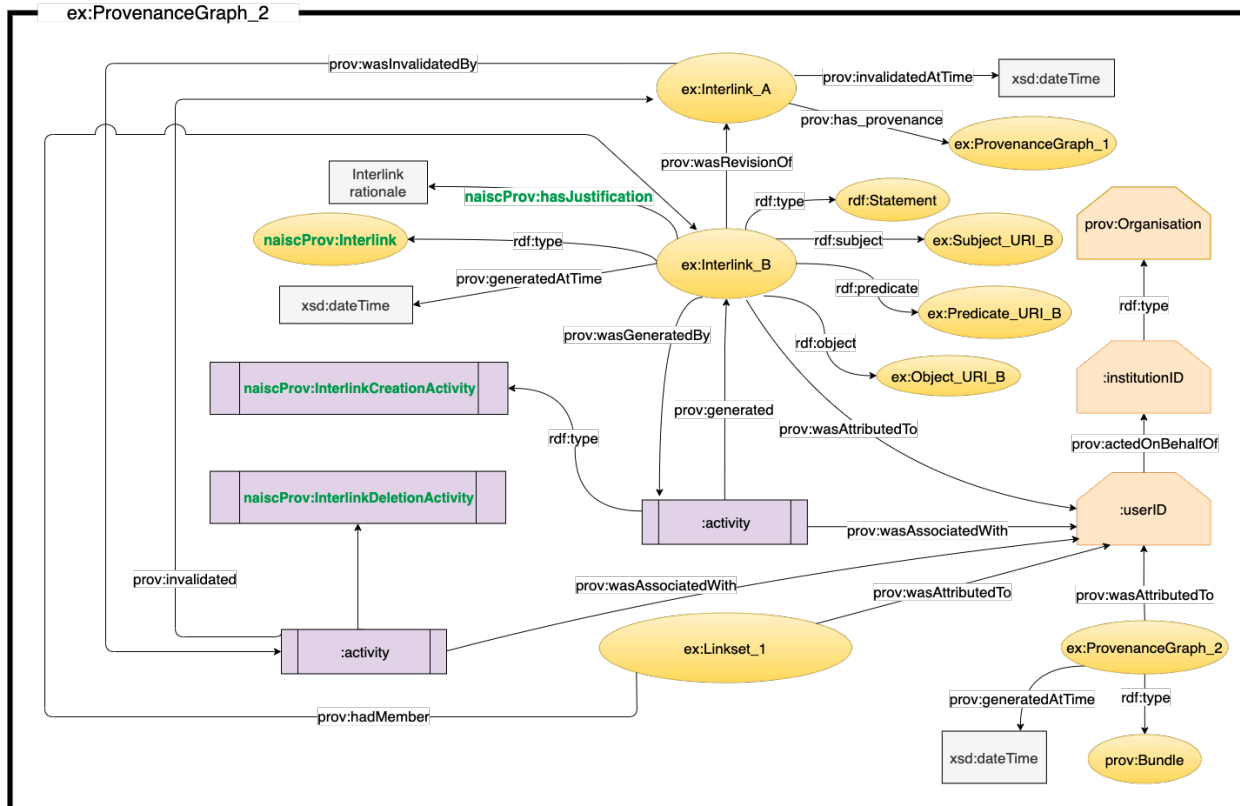 ex:ProvenanceGraph_2
prov:wasInvalidatedBy
ex:Interlink_A
prov:invalidatedAtTime
xsd:dateTime
prov:has_provenance
ex:ProvenanceGraph_1
prov:wasRevisionOf
Interlink
rationale
naiscProv:hasJustification
rdf:type
rdf:Statement
naiscProv:Interlink
rdf:type
rdf:subject
ex:Subject_URI_B
prov:Organisation
ex:Interlink_B
prov:generatedAtTime
xsd:dateTime
rdf:predicate
ex:Predicate_URI_B
rdf:type
prov:wasGeneratedBy
rdf:object
ex:Object_URI_B
:institutionID
naiscProv:InterlinkCreationActivity
prov:generated
prov:wasAttributedTo
rdf:type
prov:actedOnBehalfOf
naiscProv:InterlinkDeletionActivity
:activity
prov:wasAssociatedWith
:userID
prov:invalidated
prov:wasAssociatedWith
prov:wasAttributedTo
prov:wasAttributedTo
:activity
ex:Linkset_1
ex:ProvenanceGraph_2
prov:hadMember
prov:generatedAtTime
rdf:type
xsd:dateTime
prov:Bundle